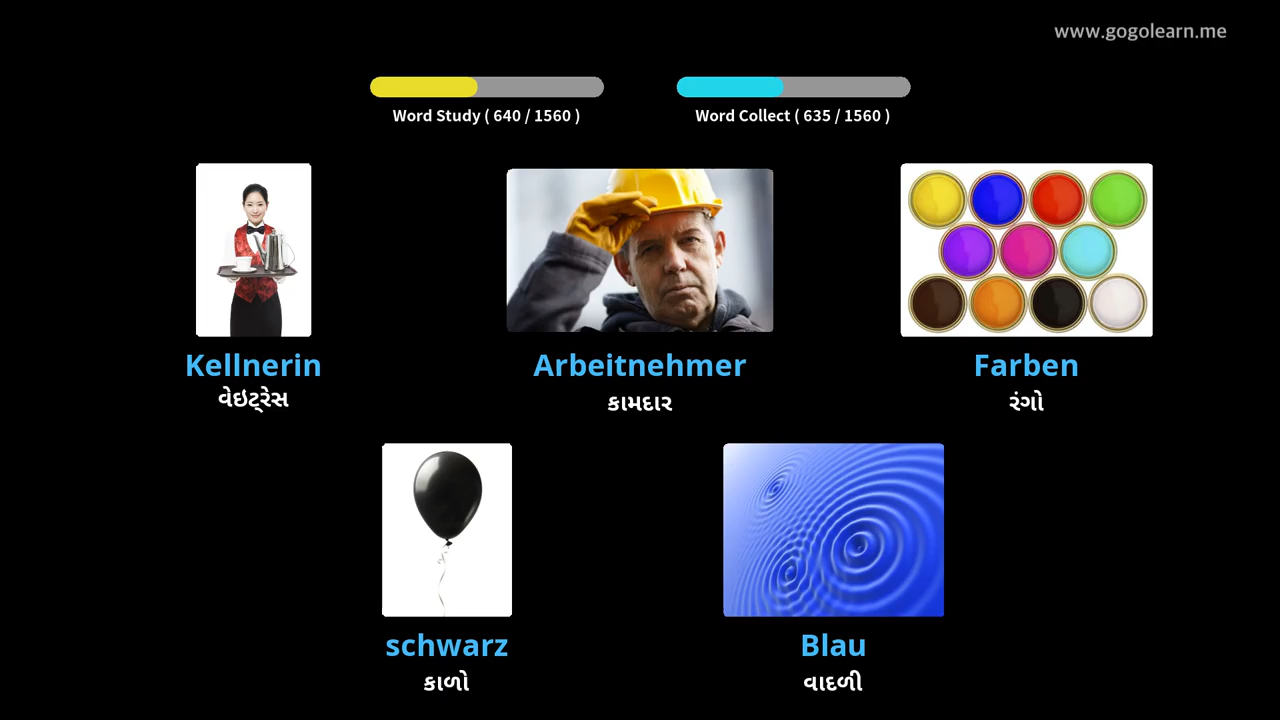 www.gogolearn.me
Word Study ( 640 / 1560 )
Word Collect ( 635 / 1560 )
Kellnerin
વેઇટ્રેસ
Arbeitnehmer
કામદાર
Farben
રંગો
schwarz
કાળો
Blau
વાદળી